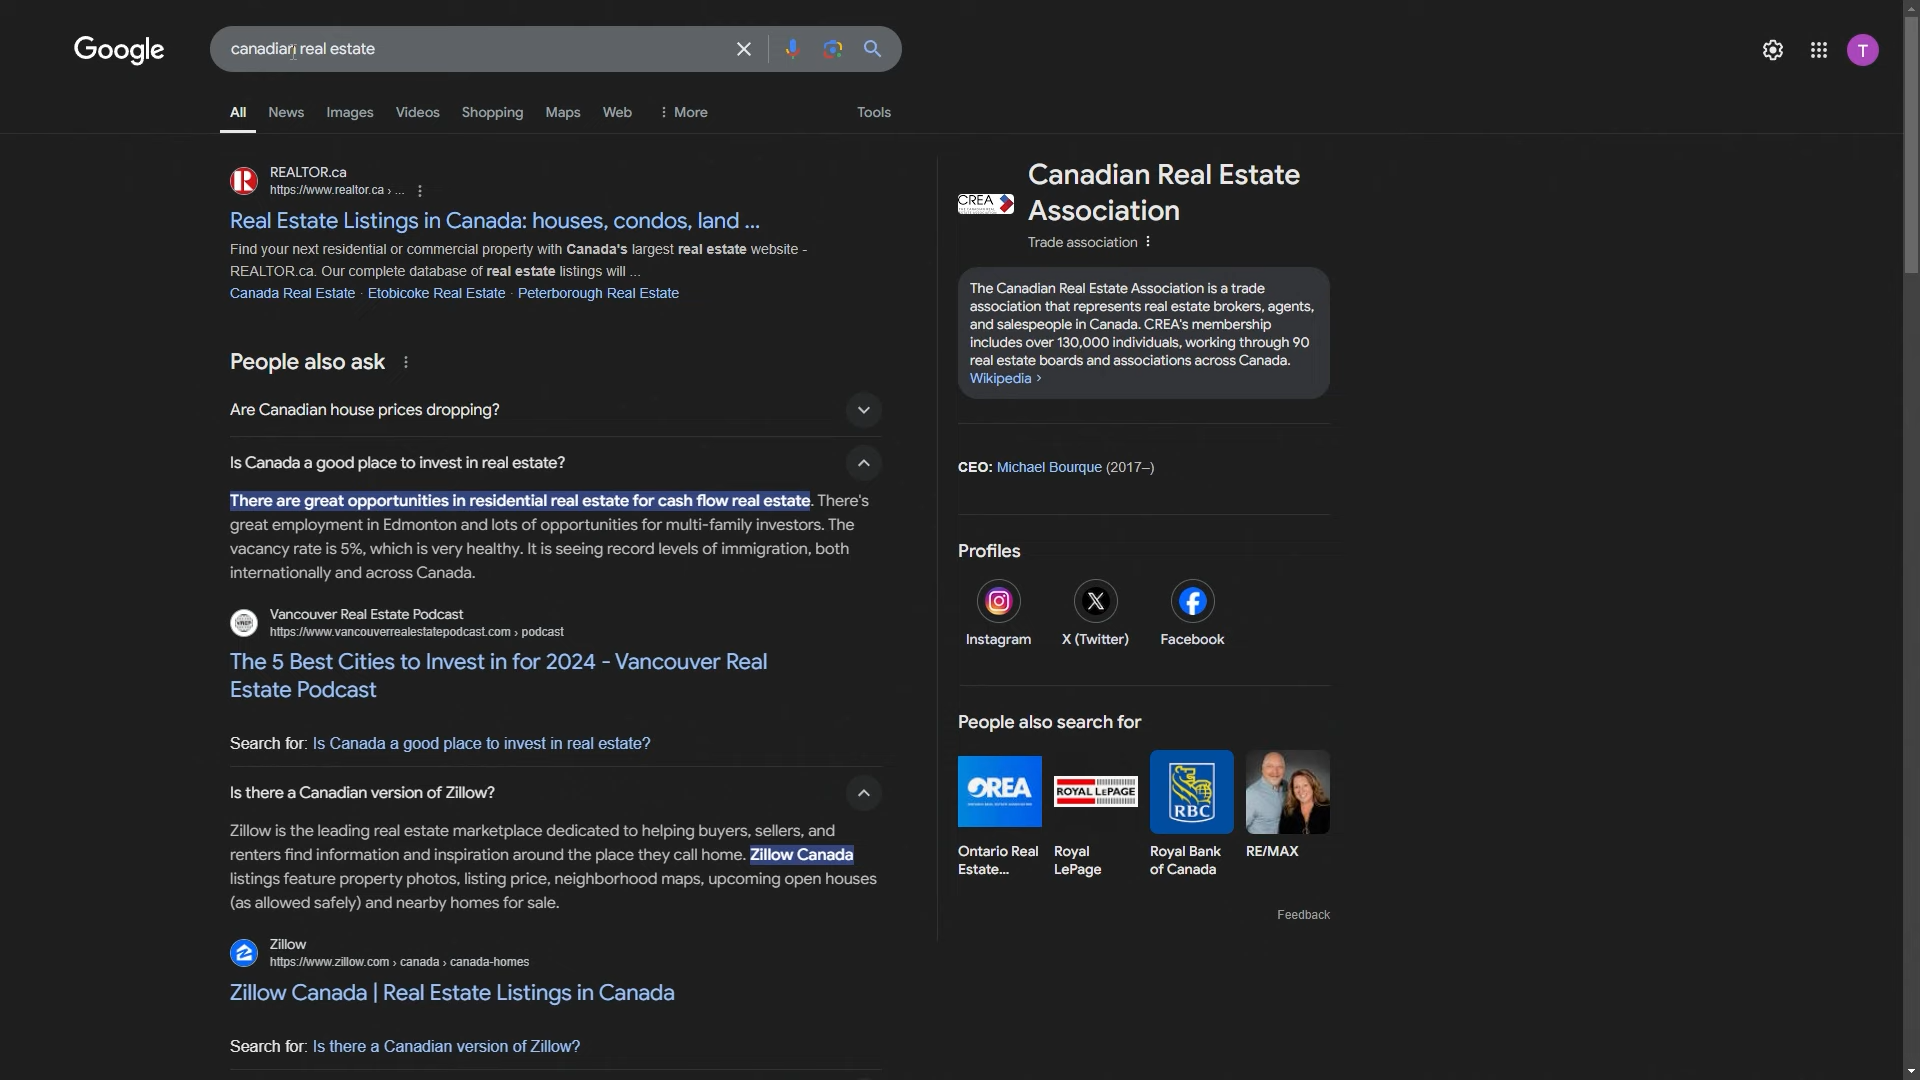 Google
canadian real estate
T
All News Images Videos Shopping Maps Web More Tools
REALTOR.ca
https://www.realtor.ca › ...
Real Estate Listings in Canada: houses, condos, land ...
Find your next residential or commercial property with Canada's largest real estate website -
REALTOR.ca. Our complete database of real estate listings will ...
Canada Real Estate · Etobicoke Real Estate · Peterborough Real Estate
People also ask
Are Canadian house prices dropping?
Is Canada a good place to invest in real estate?
There are great opportunities in residential real estate for cash flow real estate. There's
great employment in Edmonton and lots of opportunities for multi-family investors. The
vacancy rate is 5%, which is very healthy. It is seeing record levels of immigration, both
internationally and across Canada.
Vancouver Real Estate Podcast
https://www.vancouverrealestatepodcast.com › podcast
The 5 Best Cities to Invest in for 2024 - Vancouver Real
Estate Podcast
Search for: Is Canada a good place to invest in real estate?
Is there a Canadian version of Zillow?
Zillow is the leading real estate marketplace dedicated to helping buyers, sellers, and
renters find information and inspiration around the place they call home. Zillow Canada
listings feature property photos, listing price, neighborhood maps, upcoming open houses
(as allowed safely) and nearby homes for sale.
Zillow
https://www.zillow.com › canada › canada-homes
Zillow Canada | Real Estate Listings in Canada
Search for: Is there a Canadian version of Zillow?
CREA
Canadian Real Estate
Association
Trade association
The Canadian Real Estate Association is a trade
association that represents real estate brokers, agents,
and salespeople in Canada. CREA's membership
includes over 130,000 individuals, working through 90
real estate boards and associations across Canada.
Wikipedia ›
CEO: Michael Bourque (2017–)
Profiles
Instagram X (Twitter) Facebook
People also search for
OREA
ROYAL LEPAGE
RBC
Ontario Real
Estate...
Royal
LePage
Royal Bank
of Canada
RE/MAX
Feedback